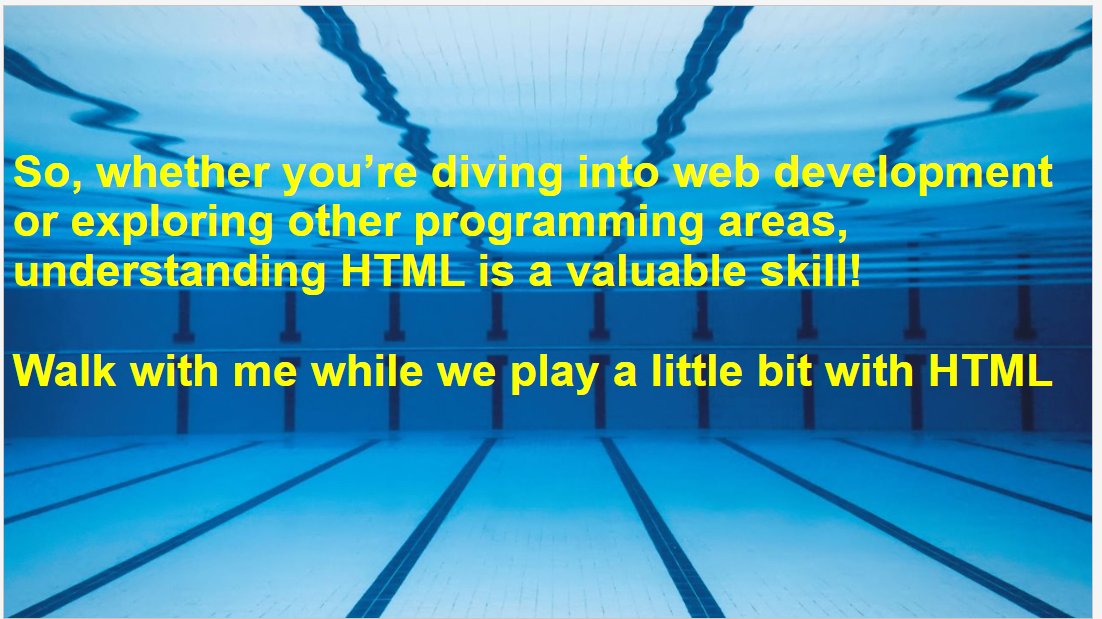 So, whether you’re diving into web development
or exploring other programming areas,
understanding HTML is a valuable skill!
Walk with me while we play a little bit with HTML